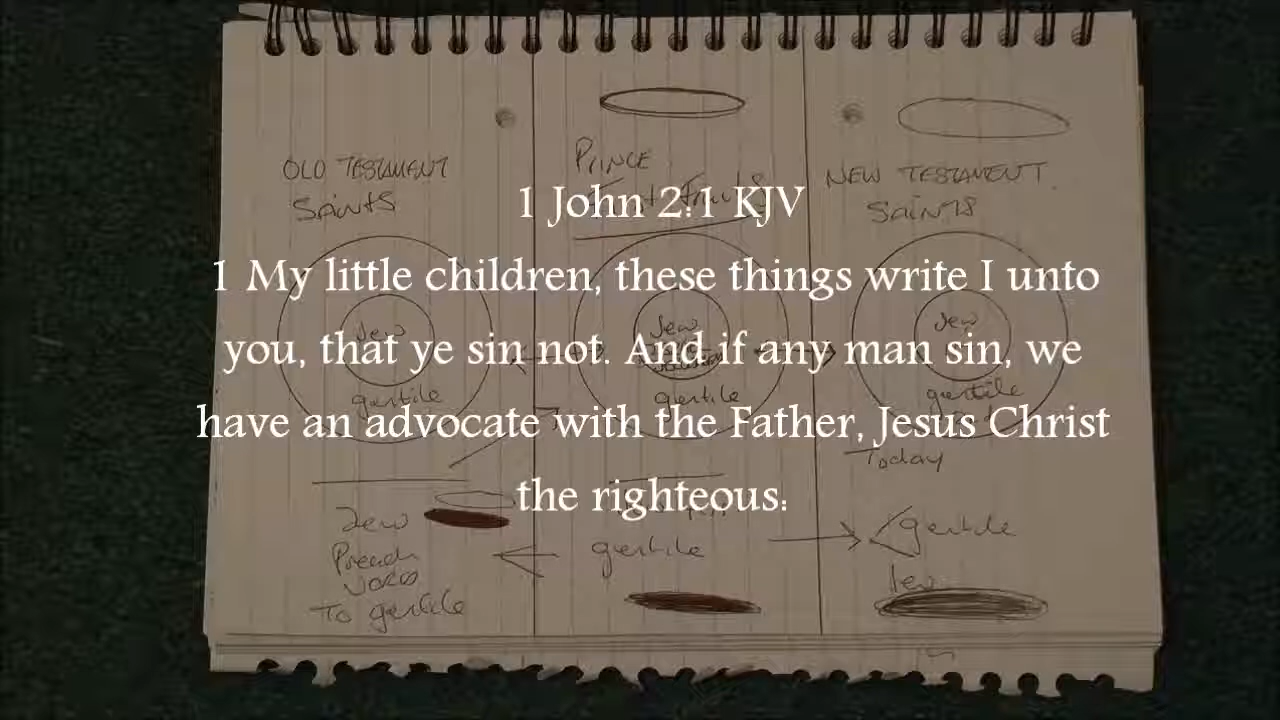 1 John 2:1 KJV
1 My little children, these things write I unto
you, that ye sin not. And if any man sin, we
have an advocate with the Father, Jesus Christ
the righteous:
OLD TESTAMENT
SAINTS
Jew
gentile
Jew
Preach
WORD
To gentile
PRINCE
Jew
gentile
gentile
NEW TESTAMENT
SAINTS
Jew
gentile
Today
gentile
Jew